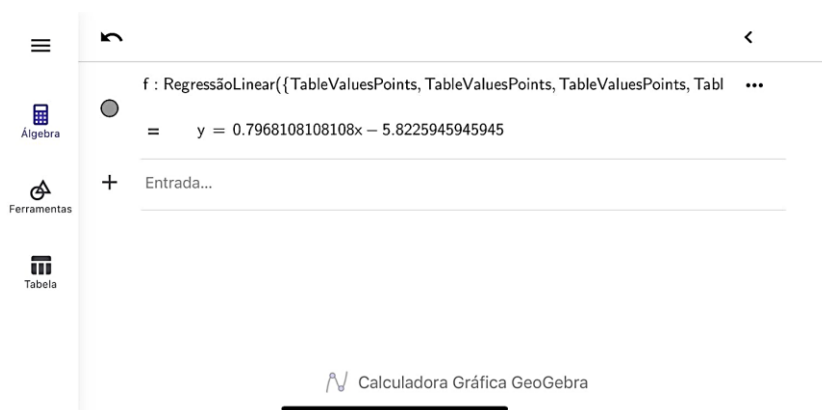 f : RegressãoLinear({TableValuesPoints, TableValuesPoints, TableValuesPoints, Tabl
= y = 0.7968108108108x – 5.8225945945945
Álgebra
+ Entrada...
Ferramentas
Tabela
Calculadora Gráfica GeoGebra